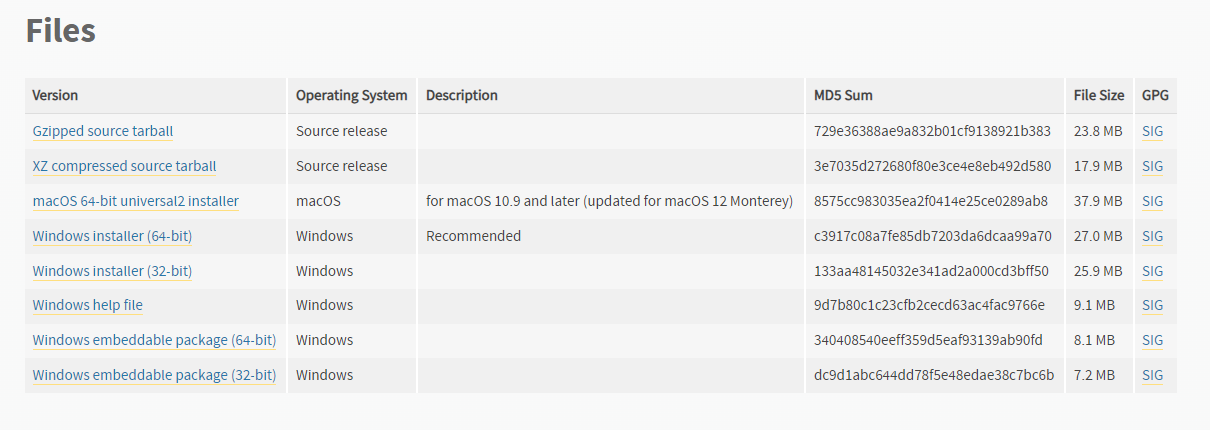 Files
Version Operating System Description MD5 Sum File Size GPG
Gzipped source tarball Source release 729e36388ae9a832b01cf9138921b383 23.8 MB SIG
XZ compressed source tarball Source release 3e7035d272680f80e3ce4e8eb492d580 17.9 MB SIG
macOS 64-bit universal2 installer macOS for macOS 10.9 and later (updated for macOS 12 Monterey) 8575cc983035ea2f0414e25ce0289ab8 37.9 MB SIG
Windows installer (64-bit) Windows Recommended c3917c08a7fe85db7203da6dcaa99a70 27.0 MB SIG
Windows installer (32-bit) Windows 133aa48145032e341ad2a000cd3bff50 25.9 MB SIG
Windows help file Windows 9d7b80c1c23cfb2cecd63ac4fac9766e 9.1 MB SIG
Windows embeddable package (64-bit) Windows 340408540eeff359d5eaf93139ab90fd 8.1 MB SIG
Windows embeddable package (32-bit) Windows dc9d1abc644dd78f5e48edae38c7bc6b 7.2 MB SIG